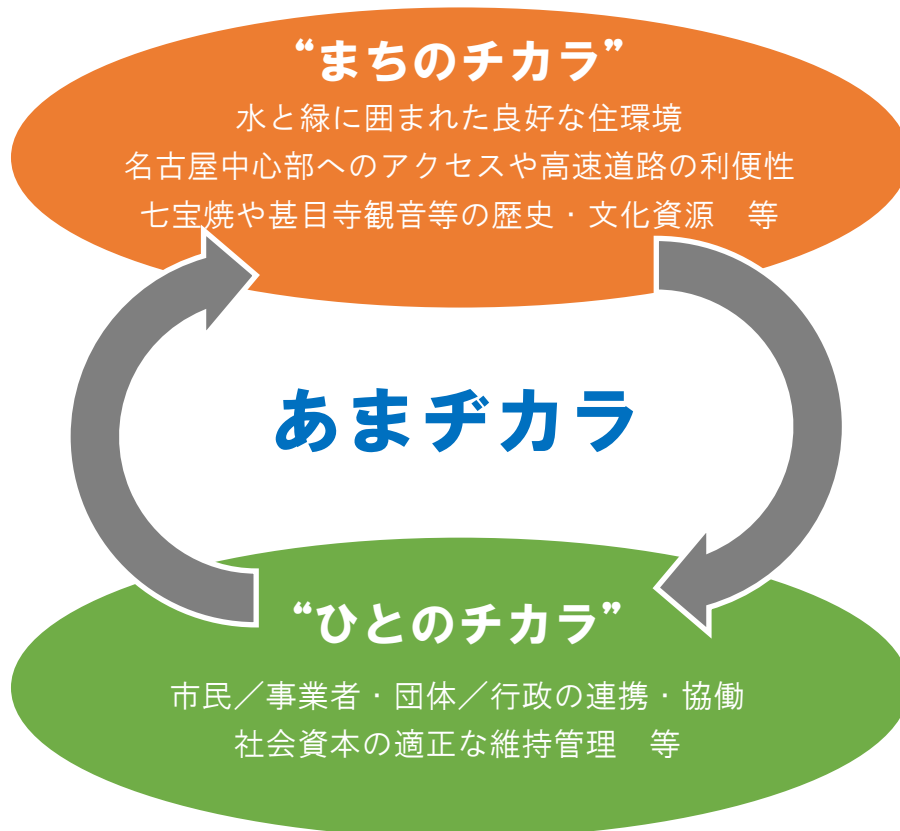 “まちのチカラ”
水と緑に囲まれた良好な住環境
名古屋中心部へのアクセスや高速道路の利便性
七宝焼や甚目寺観音等の歴史・文化資源　等
あまヂカラ
“ひとのチカラ”
市民／事業者・団体／行政の連携・協働
社会資本の適正な維持管理　等